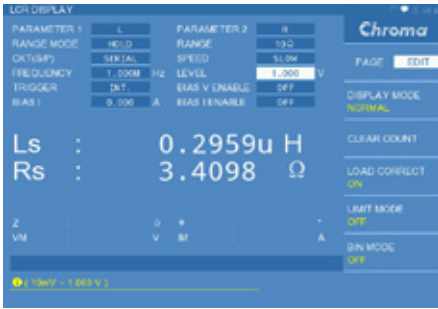 LCR DISPLAY
PARAMETER 1 L PARAMETER 2 R
RANGE MODE HOLD RANGE 10Ω
CKT(S/P) SERIAL SPEED SLOW
FREQUENCY 1.000M Hz LEVEL 1.000 V
TRIGGER INT. BIAS V ENABLE OFF
BIAS I 0.000 A BIAS I ENABLE OFF
Ls : 0.2959u H
Rs : 3.4098 Ω
Z : Ω
VM : V IM : A
( 10mV ~ 1.000 V )
Chroma
PAGE EDIT
DISPLAY MODE
NORMAL
CLEAR COUNT
LOAD CORRECT
ON
LIMIT MODE
OFF
BIN MODE
OFF